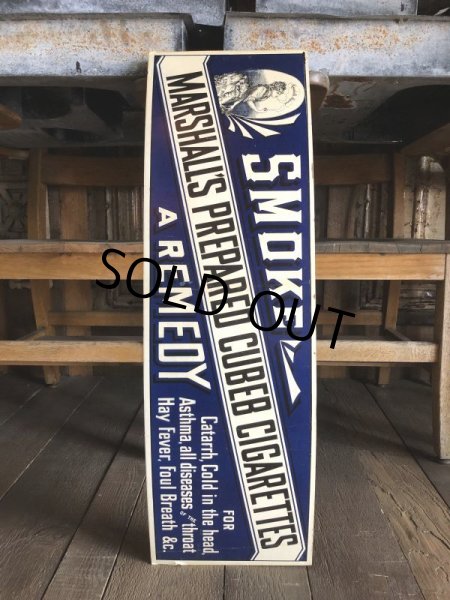 SMOKE
MARSHALL'S PREPARED CUBEB CIGARETTES
A REMEDY
FOR
Catarrh, Cold in the head
Asthma, all diseases OF THE throat
Hay Fever, Foul Breath &c.
SOLD OUT